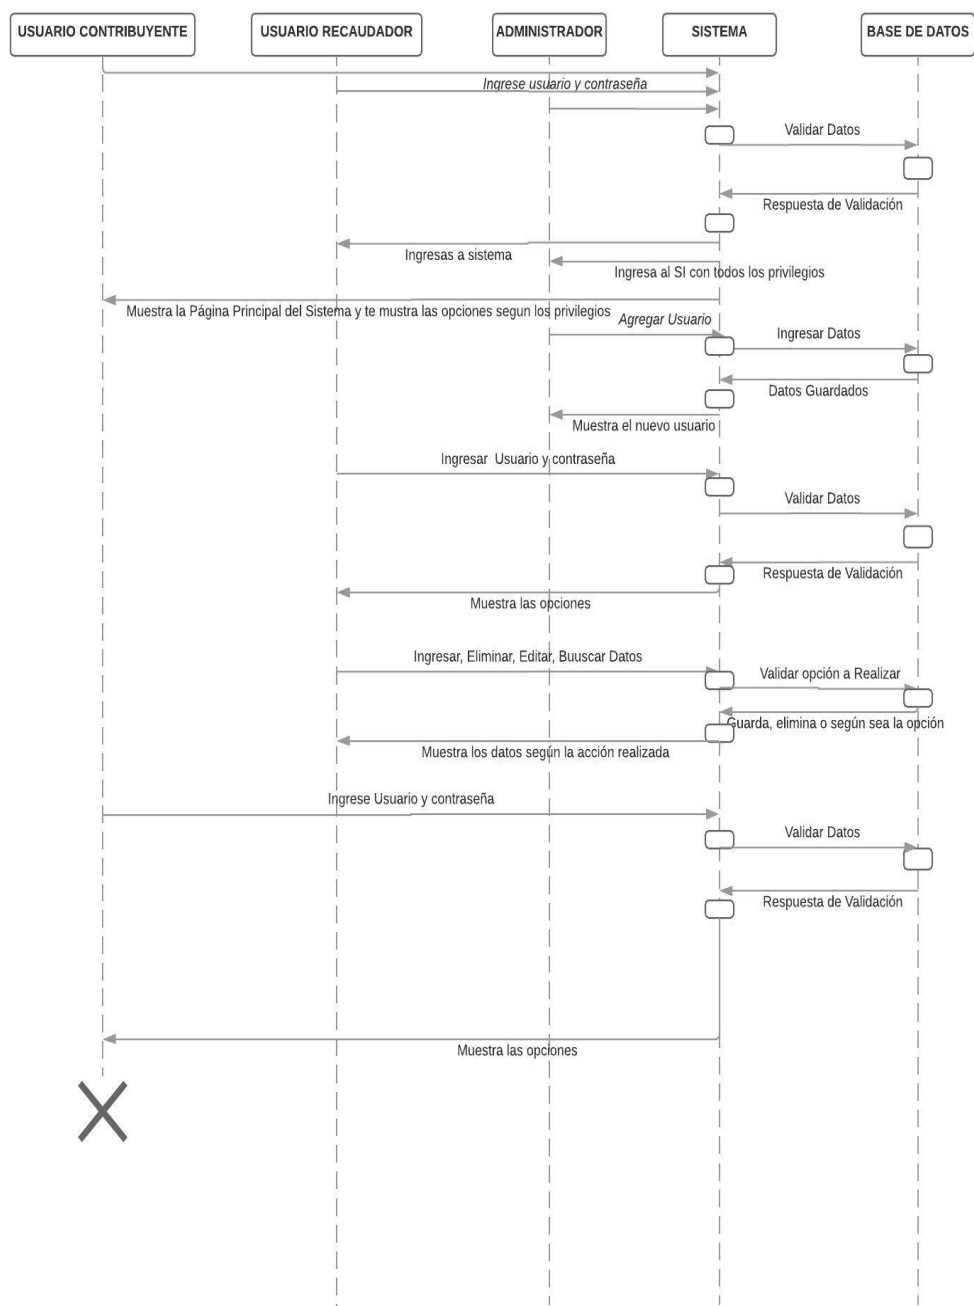 USUARIO CONTRIBUYENTE
USUARIO RECAUDADOR
ADMINISTRADOR
SISTEMA
BASE DE DATOS
Ingrese usuario y contraseña
Validar Datos
Respuesta de Validación
Ingresas a sistema
Ingresa al SI con todos los privilegios
Muestra la Página Principal del Sistema y te mustra las opciones segun los privilegios
Agregar Usuario
Ingresar Datos
Datos Guardados
Muestra el nuevo usuario
Ingresar Usuario y contraseña
Validar Datos
Respuesta de Validación
Muestra las opciones
Ingresar, Eliminar, Editar, Buuscar Datos
Validar opción a Realizar
Guarda, elimina o según sea la opción
Muestra los datos según la acción realizada
Ingrese Usuario y contraseña
Validar Datos
Respuesta de Validación
Muestra las opciones